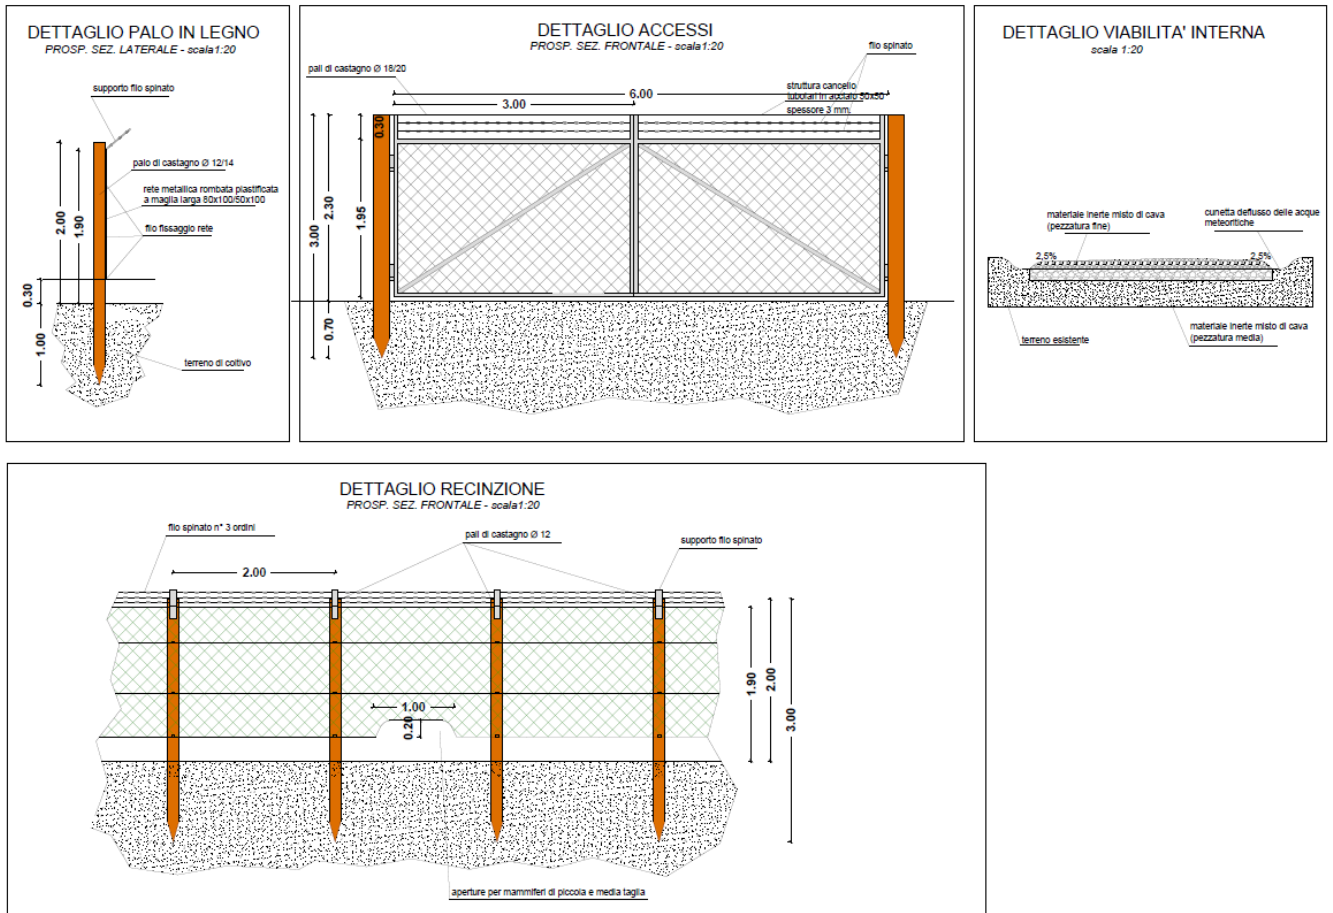 DETTAGLIO PALO IN LEGNO
PROSP. SEZ. LATERALE - scala1:20
supporto filo spinato
palo di castagno Ø 12/14
rete metallica rombata plastificata
a maglia larga 80x100/50x100
filo fissaggio rete
2.00
1.90
0.30
1.00
terreno di coltivo
DETTAGLIO ACCESSI
PROSP. SEZ. FRONTALE - scala1:20
filo spinato
pali di castagno Ø 18/20
struttura cancello
tubolari in acciaio 50x50
spessore 3 mm.
6.00
3.00
0.30
2.30
1.95
3.00
0.70
DETTAGLIO VIABILITA' INTERNA
scala 1:20
materiale inerte misto di cava
(pezzatura fine)
cunetta deflusso delle acque
meteoritiche
2,5%
2,5%
terreno esistente
materiale inerte misto di cava
(pezzatura media)
DETTAGLIO RECINZIONE
PROSP. SEZ. FRONTALE - scala1:20
filo spinato n° 3 ordini
pali di castagno Ø 12
supporto filo spinato
2.00
1.00
0.20
1.90
2.00
3.00
aperture per mammiferi di piccola e media taglia